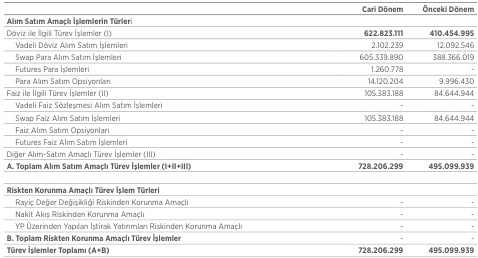 Cari Dönem Önceki Dönem
Alım Satım Amaçlı İşlemlerin Türleri
Döviz ile İlgili Türev İşlemler (I) 622.823.111 410.454.995
Vadeli Döviz Alım Satım İşlemleri 2.102.239 12.092.546
Swap Para Alım Satım İşlemleri 605.339.890 388.366.019
Futures Para İşlemleri 1.260.778 -
Para Alım Satım Opsiyonları 14.120.204 9.996.430
Faiz ile İlgili Türev İşlemler (II) 105.383.188 84.644.944
Vadeli Faiz Sözleşmesi Alım Satım İşlemleri - -
Swap Faiz Alım Satım İşlemleri 105.383.188 84.644.944
Faiz Alım Satım Opsiyonları - -
Futures Faiz Alım Satım İşlemleri - -
Diğer Alım-Satım Amaçlı Türev İşlemler (III) - -
A. Toplam Alım Satım Amaçlı Türev İşlemler (I+II+III) 728.206.299 495.099.939
Riskten Korunma Amaçlı Türev İşlem Türleri
Rayiç Değer Değişikliği Riskinden Korunma Amaçlı - -
Nakit Akış Riskinden Korunma Amaçlı - -
YP Üzerinden Yapılan İştirak Yatırımları Riskinden Korunma Amaçlı - -
B. Toplam Riskten Korunma Amaçlı Türev İşlemler - -
Türev İşlemler Toplamı (A+B) 728.206.299 495.099.939